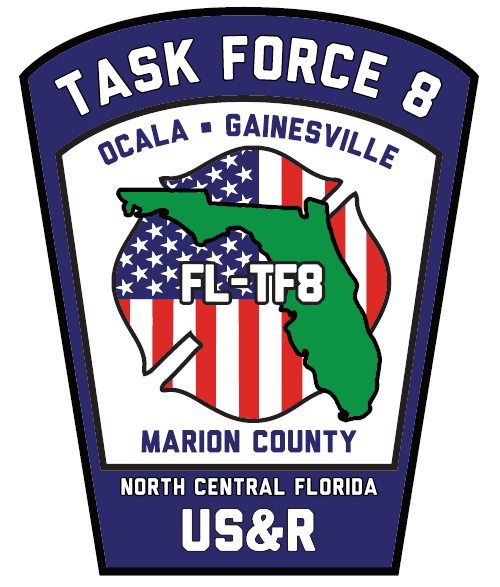 TASK FORCE 8
OCALA ▪ GAINESVILLE
FL-TF8
MARION COUNTY
NORTH CENTRAL FLORIDA
US&R